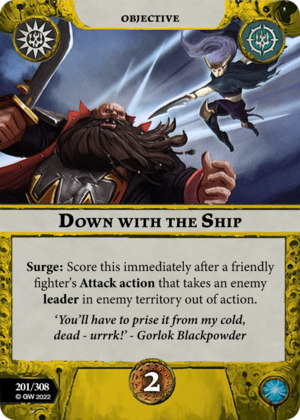 OBJECTIVE
DOWN WITH THE SHIP
Surge: Score this immediately after a friendly
fighter's Attack action that takes an enemy
leader in enemy territory out of action.
'You'll have to prise it from my cold,
dead - urrrk!' - Gorlok Blackpowder
201/308
© GW 2022
2